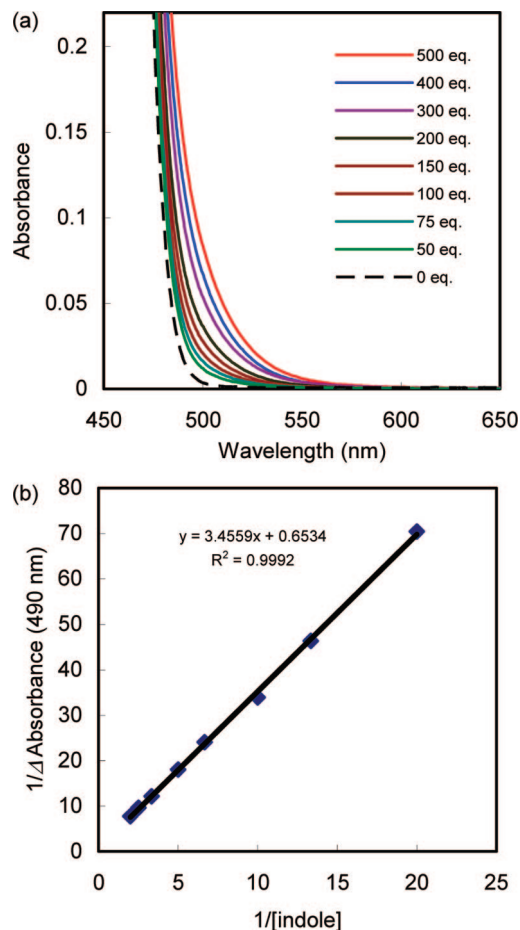 (a)
0.2
0.15
0.1
0.05
0
Absorbance
500 eq.
400 eq.
300 eq.
200 eq.
150 eq.
100 eq.
75 eq.
50 eq.
0 eq.
450 500 550 600 650
Wavelength (nm)
(b)
80
70
60
50
40
30
20
10
0
1/Δ Absorbance (490 nm)
y = 3.4559x + 0.6534
R² = 0.9992
0 5 10 15 20 25
1/[indole]